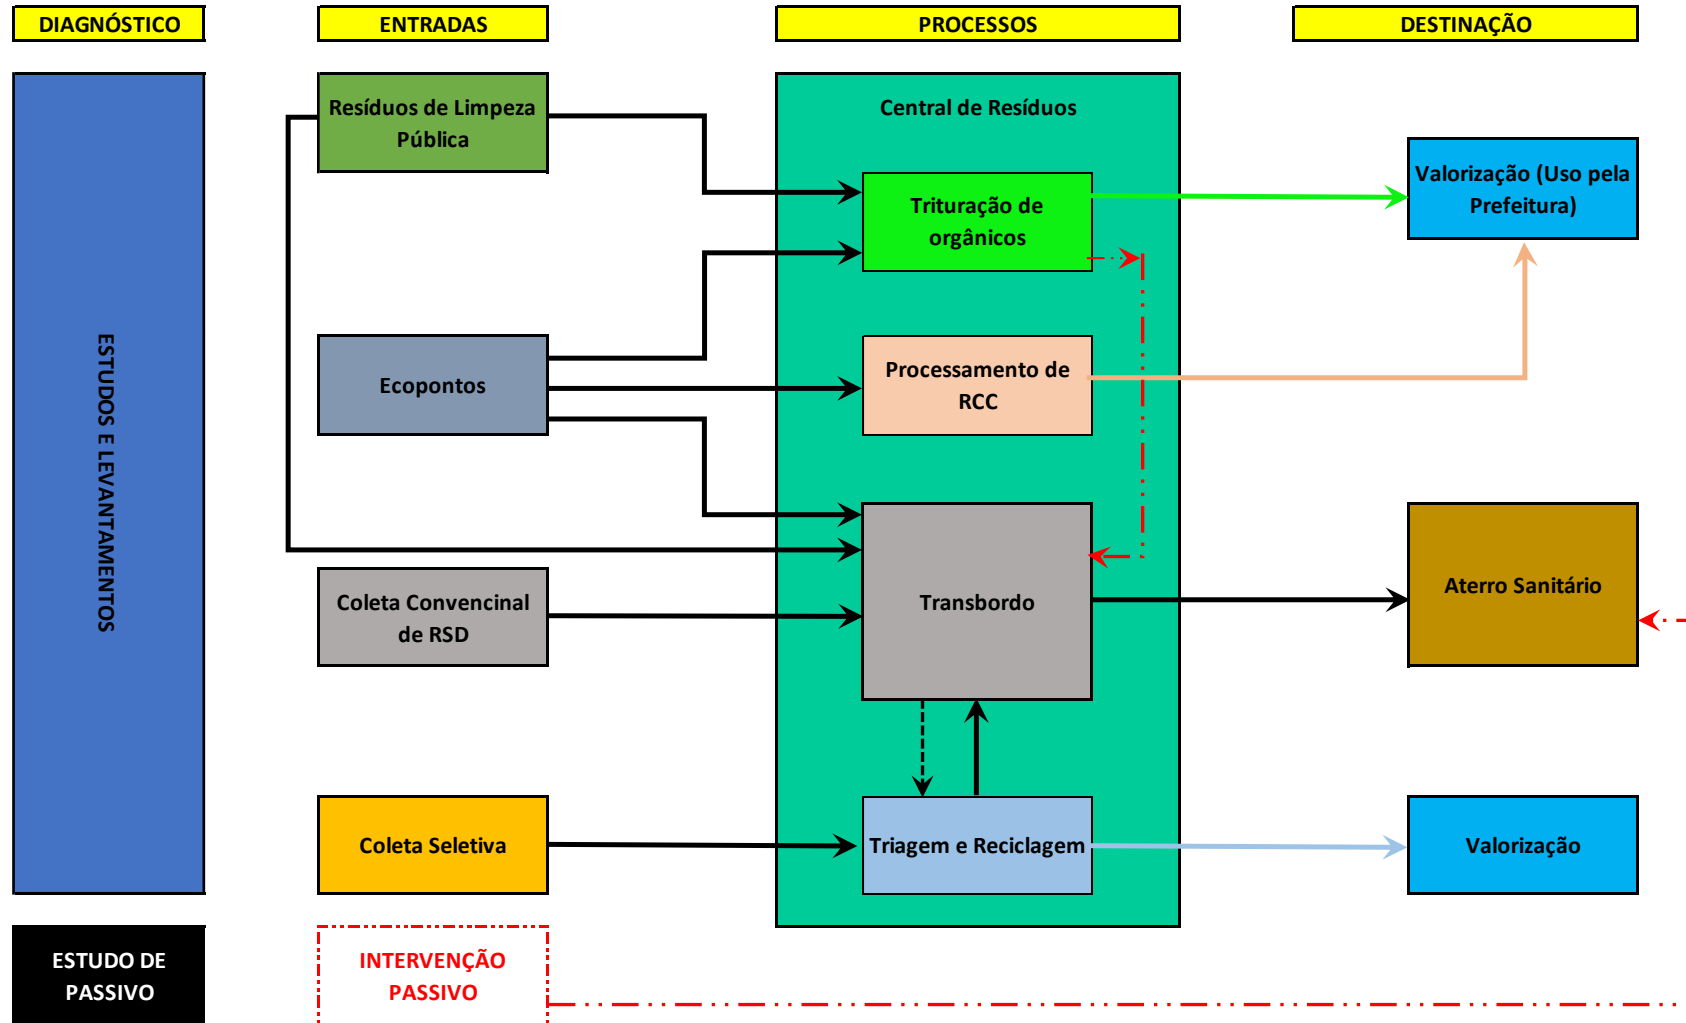 DIAGNÓSTICO
ENTRADAS
PROCESSOS
DESTINAÇÃO
ESTUDOS E LEVANTAMENTOS
Resíduos de Limpeza
Pública
Central de Resíduos
Trituração de
orgânicos
Valorização (Uso pela
Prefeitura)
Ecopontos
Processamento de
RCC
Coleta Convencinal
de RSD
Transbordo
Aterro Sanitário
Coleta Seletiva
Triagem e Reciclagem
Valorização
ESTUDO DE
PASSIVO
INTERVENÇÃO
PASSIVO